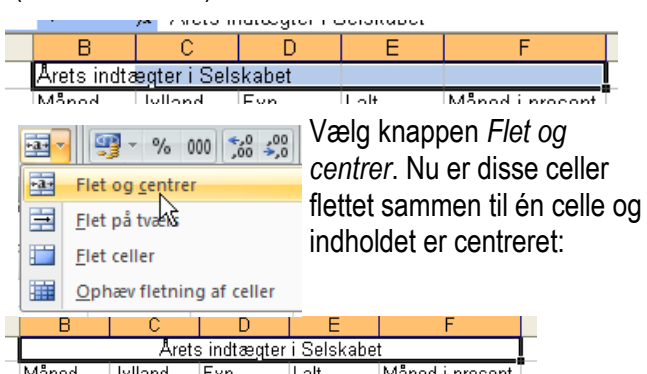 Årets indtægter i Selskabet
B C D E F
Årets indtægter i Selskabet
Måned Jylland Fyn I alt Måned i procent
% 000
Vælg knappen Flet og
centrer. Nu er disse celler
flettet sammen til én celle og
indholdet er centreret:
Flet og centrer
Flet på tværs
Flet celler
Ophæv fletning af celler
B C D E F
Årets indtægter i Selskabet
Måned Jylland Fyn I alt Måned i procent